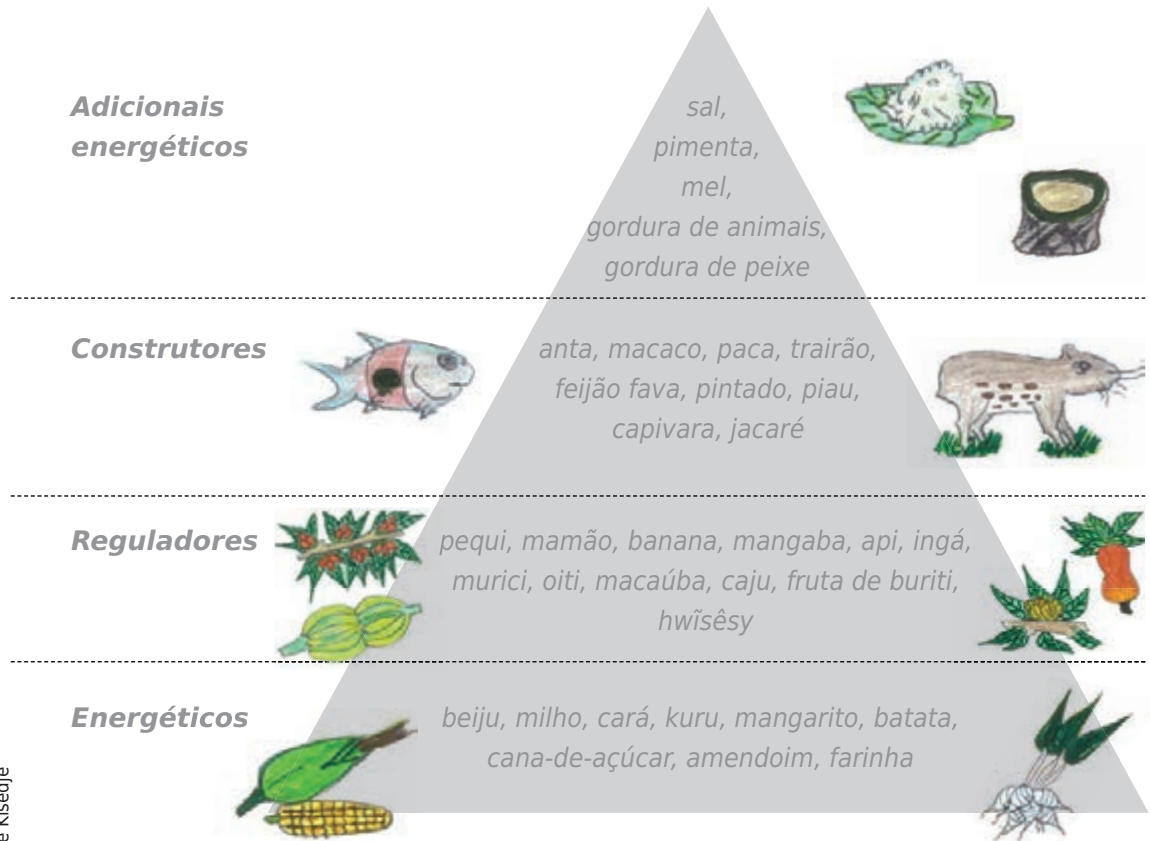 Adicionais
energéticos
sal,
pimenta,
mel,
gordura de animais,
gordura de peixe
Construtores
anta, macaco, paca, trairão,
feijão fava, pintado, piau,
capivara, jacaré
Reguladores
pequi, mamão, banana, mangaba, api, ingá,
murici, oiti, macaúba, caju, fruta de buriti,
hwĩsêsy
Energéticos
beiju, milho, cará, kuru, mangarito, batata,
cana-de-açúcar, amendoim, farinha
Kisedje